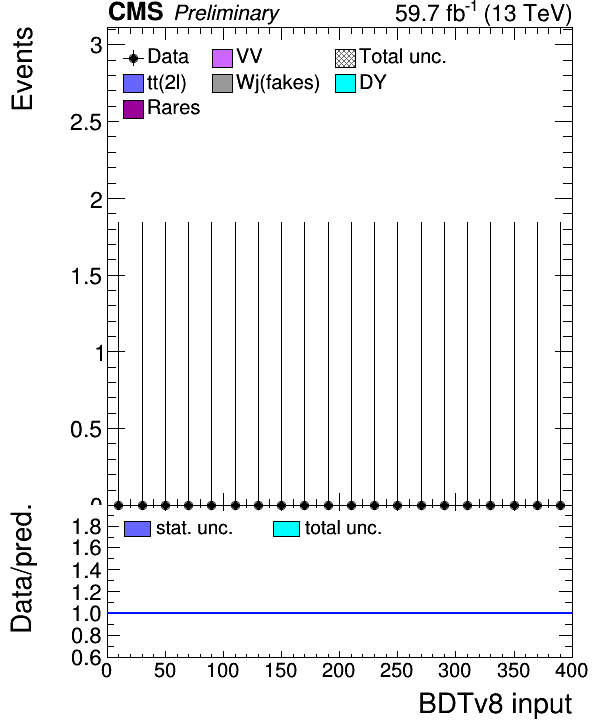 CMS Preliminary 59.7 fb⁻¹ (13 TeV)
Events
3
2.5
2
1.5
1
0.5
0
Data VV Total unc.
tt(2l) Wj(fakes) DY
Rares
Data/pred.
1.8
1.6
1.4
1.2
1.0
0.8
0.6
stat. unc. total unc.
0 50 100 150 200 250 300 350 400
BDTv8 input